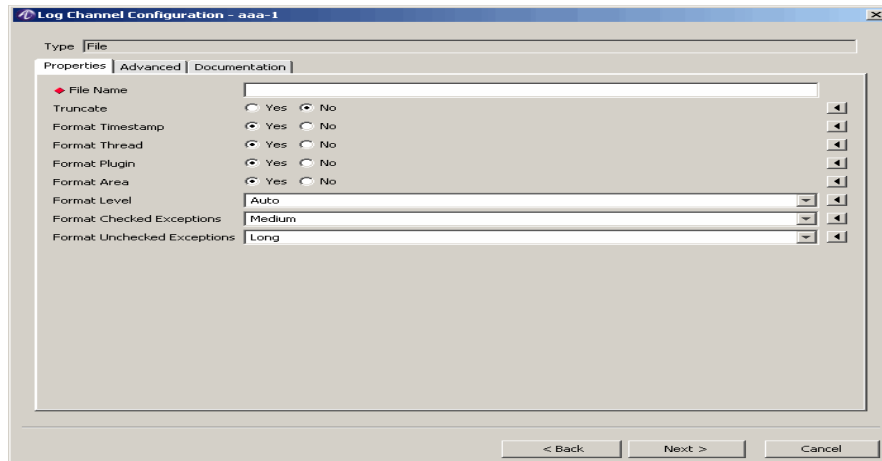 Log Channel Configuration - aaa-1
Type File
Properties Advanced Documentation
File Name
Truncate Yes No
Format Timestamp Yes No
Format Thread Yes No
Format Plugin Yes No
Format Area Yes No
Format Level Auto
Format Checked Exceptions Medium
Format Unchecked Exceptions Long
< Back Next > Cancel